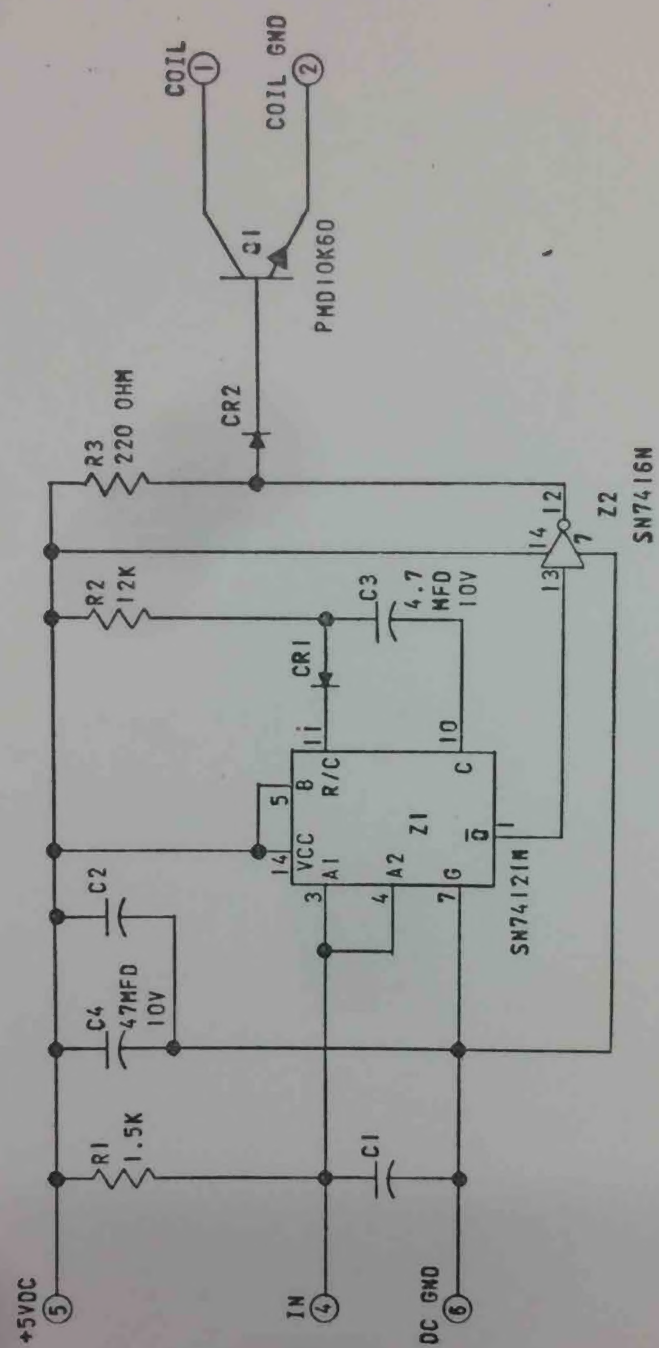 +5VDC
5
IN
4
DC GND
6
R1
1.5K
C1
C4
47MFD
10V
C2
14
VCC
5
B
3
A1
4
A2
7
G
R/C
11
C
10
Z1
Q
1
SN74121N
CR1
R2
12K
C3
4.7
MFD
10V
R3
220 OHM
CR2
13
14
7
12
Z2
SN7416N
Q1
PMD10K60
COIL
1
COIL GND
2